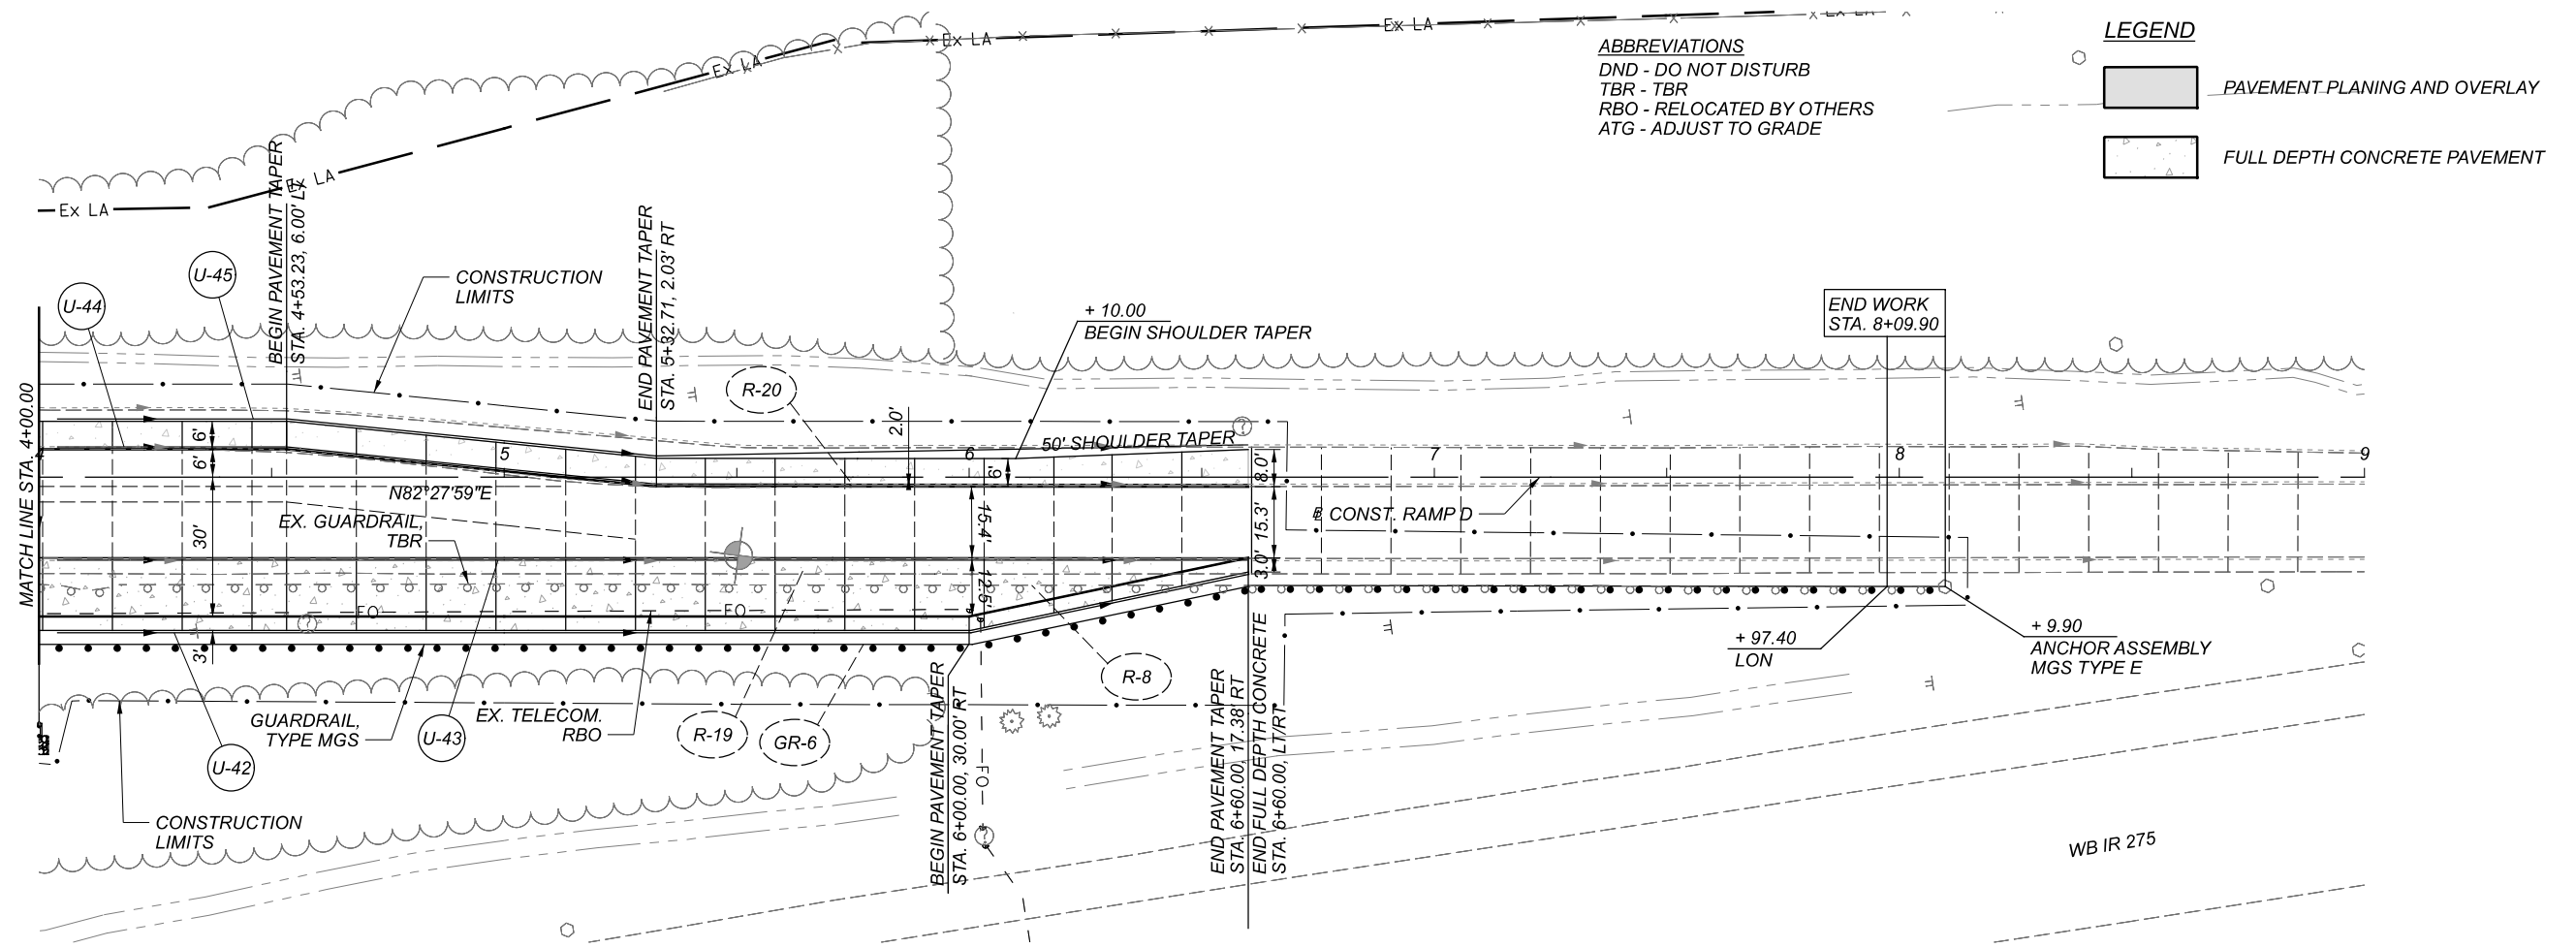 Ex LA
Ex LA
Ex LA
Ex LA
Ex LA
ABBREVIATIONS
DND - DO NOT DISTURB
TBR - TBR
RBO - RELOCATED BY OTHERS
ATG - ADJUST TO GRADE
LEGEND
PAVEMENT PLANING AND OVERLAY
FULL DEPTH CONCRETE PAVEMENT
MATCH LINE STA. 4+00.00
U-44
U-45
BEGIN PAVEMENT TAPER
STA. 4+53.23, 6.00' LT
CONSTRUCTION
LIMITS
END PAVEMENT TAPER
STA. 5+32.71, 2.03' RT
R-20
+ 10.00
BEGIN SHOULDER TAPER
50' SHOULDER TAPER
END WORK
STA. 8+09.90
6'
6'
30'
3'
5
6
7
8
9
2.0'
6'
8.0'
15.4'
12.5'
15.3'
3.0'
N82°27'59"E
EX. GUARDRAIL,
TBR
FO
FO
FO
?
?
?
CONST. RAMP D
+ 97.40
LON
+ 9.90
ANCHOR ASSEMBLY
MGS TYPE E
R-8
GUARDRAIL,
TYPE MGS
U-42
U-43
EX. TELECOM.
RBO
R-19
GR-6
CONSTRUCTION
LIMITS
BEGIN PAVEMENT TAPER
STA. 6+00.00, 30.00' RT
END PAVEMENT TAPER
STA. 6+60.00, 17.38' RT
END FULL DEPTH CONCRETE
STA. 6+60.00, LT/RT
WB IR 275